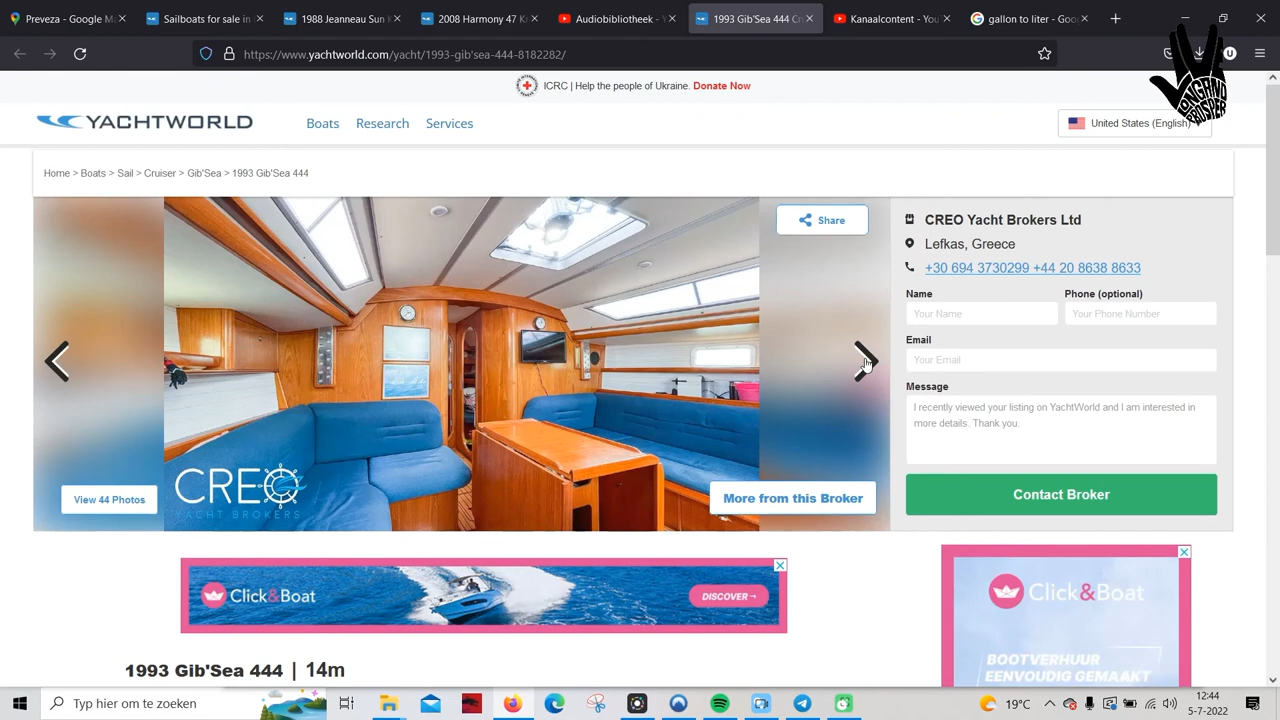 Preveza - Google M
Sailboats for sale in
1988 Jeanneau Sun
2008 Harmony 47 K
Audiobibliotheek - Y
1993 Gib'Sea 444 Cr
Kanaalcontent - You
gallon to liter - Goo
https://www.yachtworld.com/yacht/1993-gib'sea-444-8182282/
U
LONG AND PROSPER
ICRC | Help the people of Ukraine. Donate Now
YACHTWORLD
Boats Research Services
United States (English)
Home > Boats > Sail > Cruiser > Gib'Sea > 1993 Gib'Sea 444
Share
CREO Yacht Brokers Ltd
Lefkas, Greece
+30 694 3730299 +44 20 8638 8633
Name
Phone (optional)
Your Name
Your Phone Number
Email
Your Email
Message
I recently viewed your listing on YachtWorld and I am interested in
more details. Thank you.
CREO
YACHT BROKERS
View 44 Photos
More from this Broker
Contact Broker
Click&Boat
DISCOVER→
Click&Boat
BOOTVERHUUR
EENVOUDIG GEMAAKT
1993 Gib'Sea 444 | 14m
Typ hier om te zoeken
19°C
12:44
5-7-2022